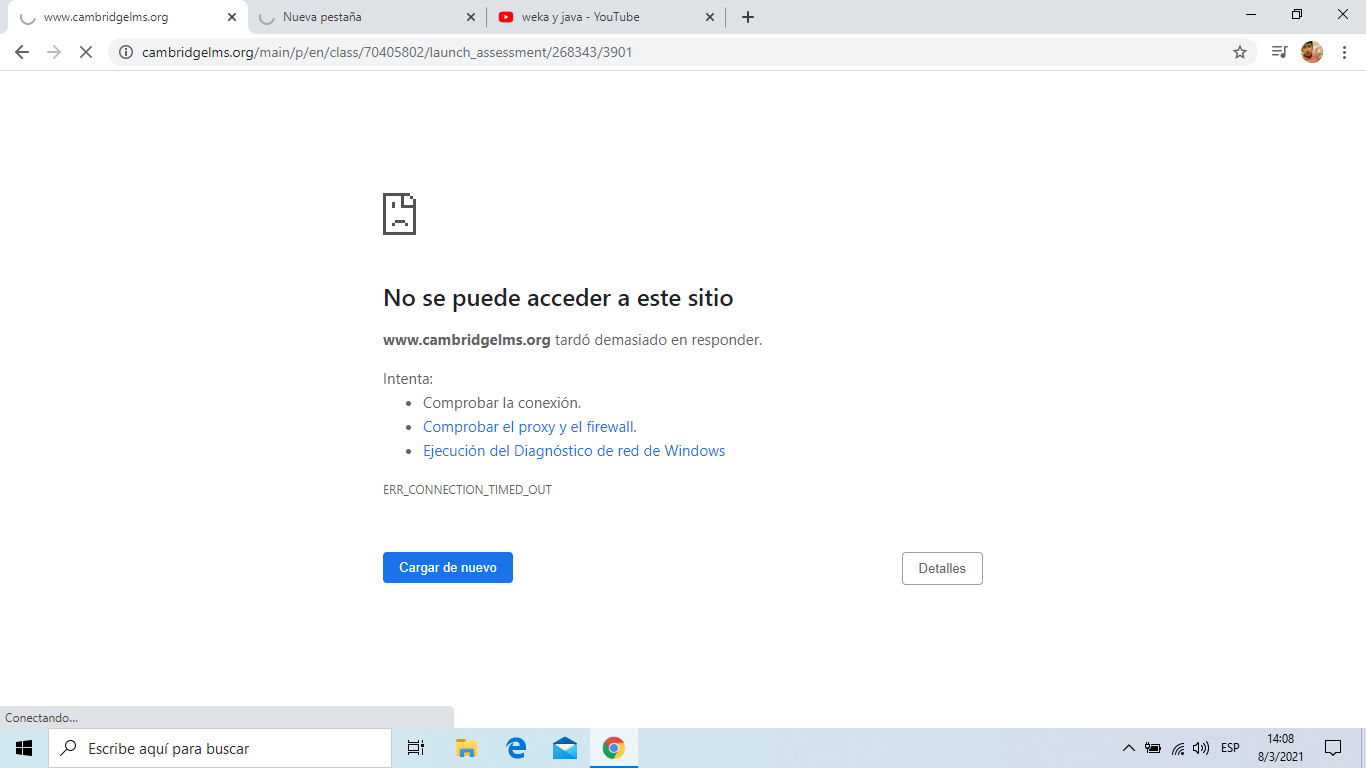 www.cambridgelms.org
Nueva pestaña
weka y java - YouTube
cambridgelms.org/main/p/en/class/70405802/launch_assessment/268343/3901
No se puede acceder a este sitio
www.cambridgelms.org tardó demasiado en responder.
Intenta:
Comprobar la conexión.
Comprobar el proxy y el firewall.
Ejecución del Diagnóstico de red de Windows
ERR_CONNECTION_TIMED_OUT
Cargar de nuevo
Detalles
Conectando...
Escribe aquí para buscar
ESP
14:08
8/3/2021